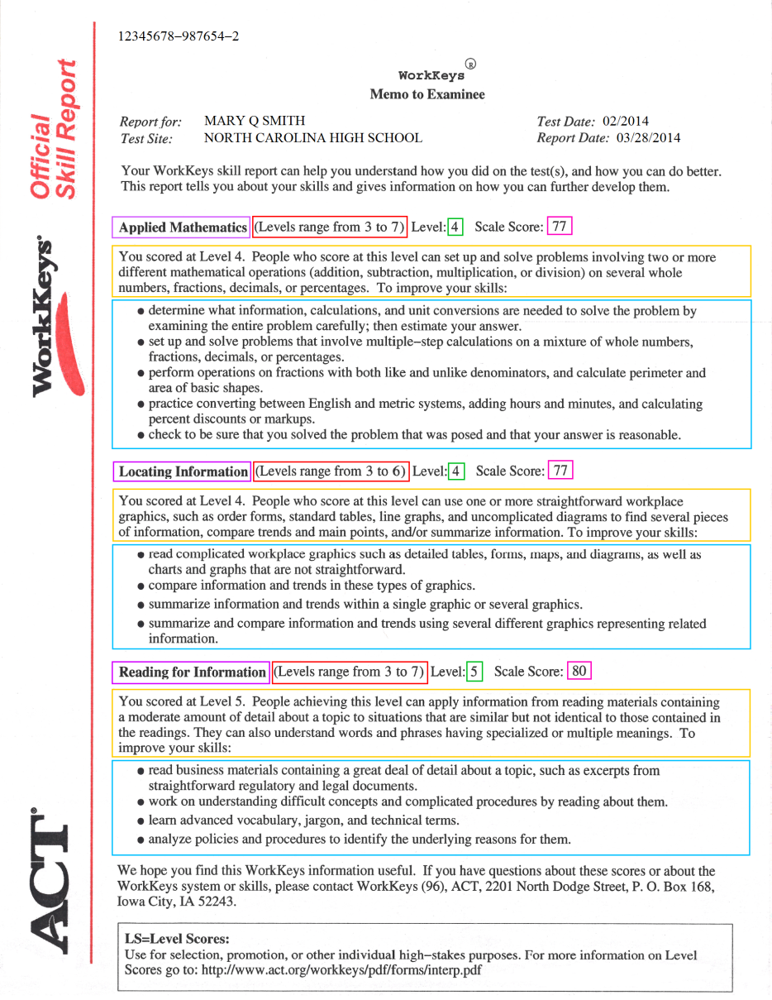 12345678–987654–2
WorkKeys®
Memo to Examinee
Report for: MARY Q SMITH Test Date: 02/2014
Test Site: NORTH CAROLINA HIGH SCHOOL Report Date: 03/28/2014
Your WorkKeys skill report can help you understand how you did on the test(s), and how you can do better.
This report tells you about your skills and gives information on how you can further develop them.
Applied Mathematics (Levels range from 3 to 7) Level: 4 Scale Score: 77
You scored at Level 4. People who score at this level can set up and solve problems involving two or more
different mathematical operations (addition, subtraction, multiplication, or division) on several whole
numbers, fractions, decimals, or percentages. To improve your skills:
● determine what information, calculations, and unit conversions are needed to solve the problem by
examining the entire problem carefully; then estimate your answer.
● set up and solve problems that involve multiple–step calculations on a mixture of whole numbers,
fractions, decimals, or percentages.
● perform operations on fractions with both like and unlike denominators, and calculate perimeter and
area of basic shapes.
● practice converting between English and metric systems, adding hours and minutes, and calculating
percent discounts or markups.
● check to be sure that you solved the problem that was posed and that your answer is reasonable.
Locating Information (Levels range from 3 to 6) Level: 4 Scale Score: 77
You scored at Level 4. People who score at this level can use one or more straightforward workplace
graphics, such as order forms, standard tables, line graphs, and uncomplicated diagrams to find several pieces
of information, compare trends and main points, and/or summarize information. To improve your skills:
● read complicated workplace graphics such as detailed tables, forms, maps, and diagrams, as well as
charts and graphs that are not straightforward.
● compare information and trends in these types of graphics.
● summarize information and trends within a single graphic or several graphics.
● summarize and compare information and trends using several different graphics representing related
information.
Reading for Information (Levels range from 3 to 7) Level: 5 Scale Score: 80
You scored at Level 5. People achieving this level can apply information from reading materials containing
a moderate amount of detail about a topic to situations that are similar but not identical to those contained in
the readings. They can also understand words and phrases having specialized or multiple meanings. To
improve your skills:
● read business materials containing a great deal of detail about a topic, such as excerpts from
straightforward regulatory and legal documents.
● work on understanding difficult concepts and complicated procedures by reading about them.
● learn advanced vocabulary, jargon, and technical terms.
● analyze policies and procedures to identify the underlying reasons for them.
We hope you find this WorkKeys information useful. If you have questions about these scores or about the
WorkKeys system or skills, please contact WorkKeys (96), ACT, 2201 North Dodge Street, P. O. Box 168,
Iowa City, IA 52243.
LS=Level Scores:
Use for selection, promotion, or other individual high–stakes purposes. For more information on Level
Scores go to: http://www.act.org/workkeys/pdf/forms/interp.pdf
Official
Skill Report
WorkKeys®
ACT®